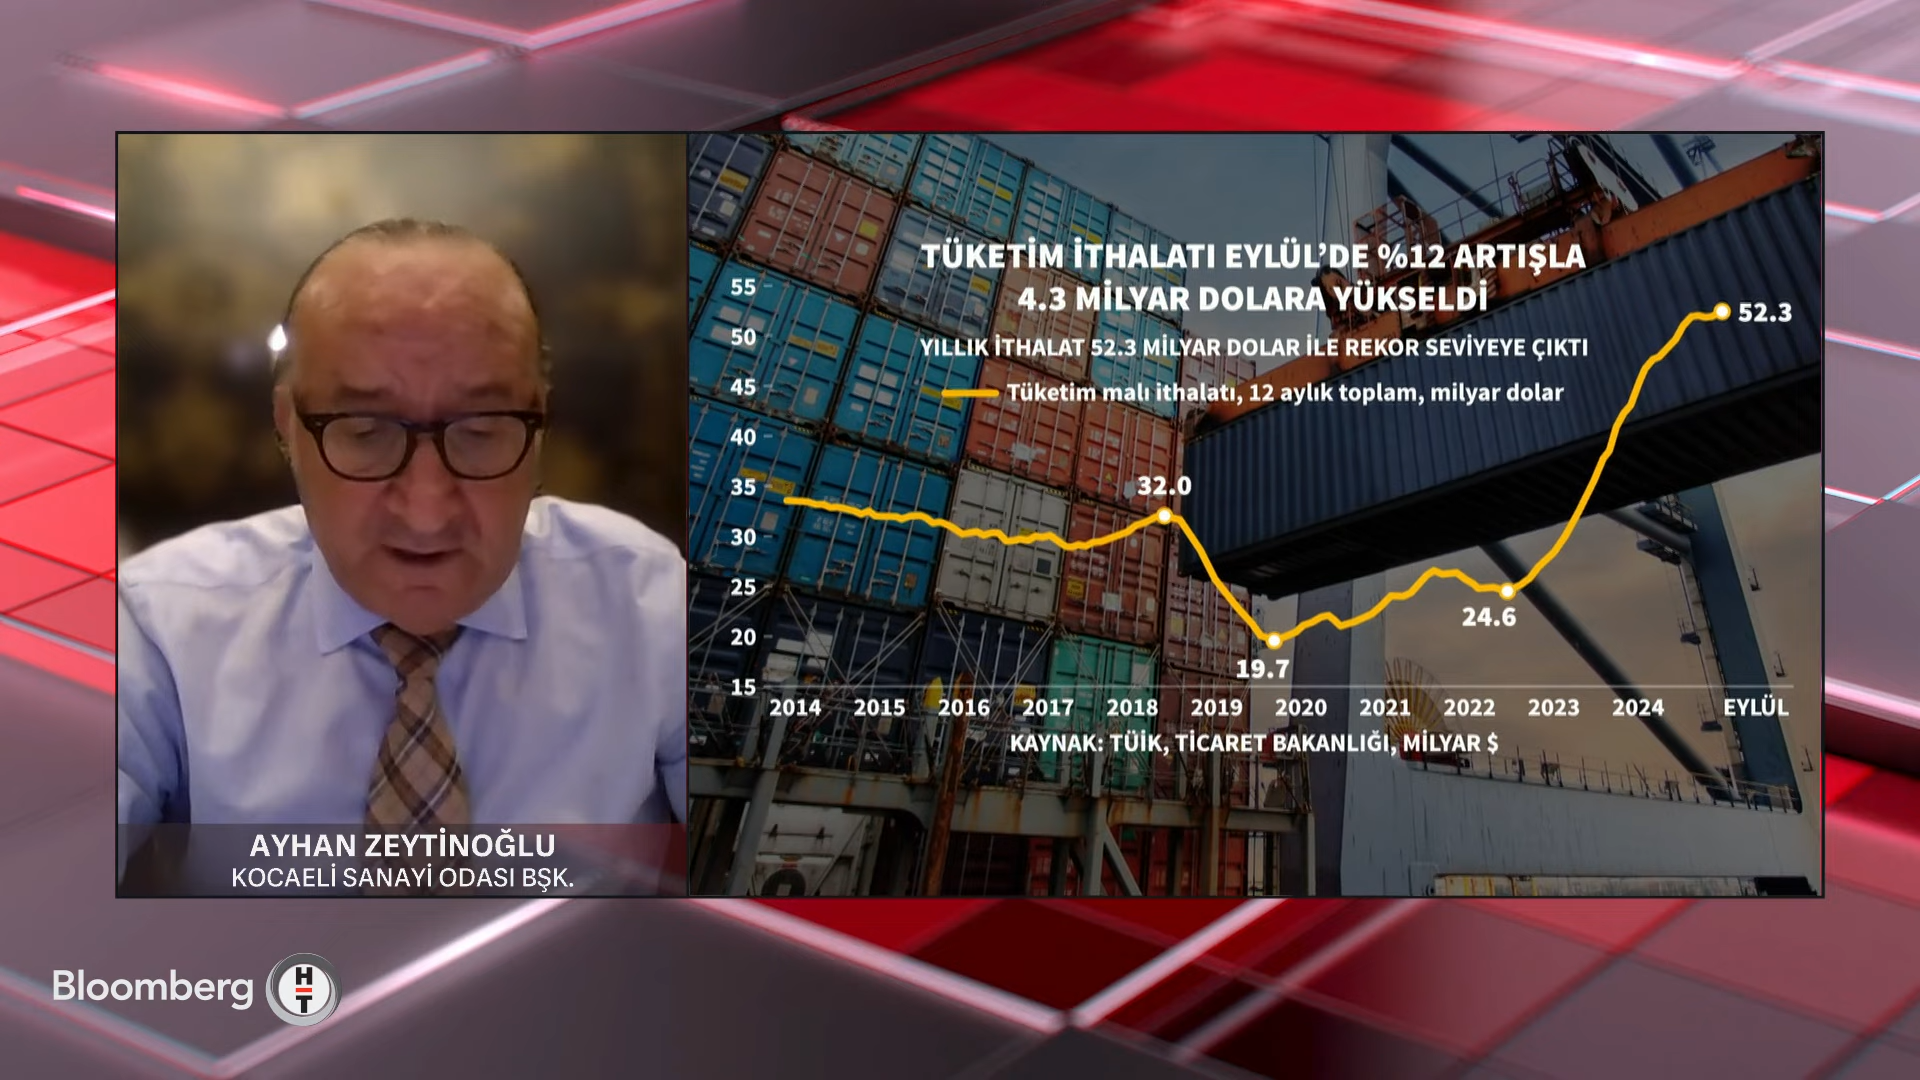 TÜKETİM İTHALATI EYLÜL’DE %12 ARTIŞLA
4.3 MİLYAR DOLARA YÜKSELDİ
YILLIK İTHALAT 52.3 MİLYAR DOLAR İLE REKOR SEVİYEYE ÇIKTI
Tüketim malı ithalatı, 12 aylık toplam, milyar dolar
55
50
45
40
35
30
25
20
15
32.0
19.7
24.6
52.3
2014 2015 2016 2017 2018 2019 2020 2021 2022 2023 2024 EYLÜL
KAYNAK: TÜİK, TİCARET BAKANLIĞI, MİLYAR $
AYHAN ZEYTİNOĞLU
KOCAELİ SANAYİ ODASI BŞK.
Bloomberg HT